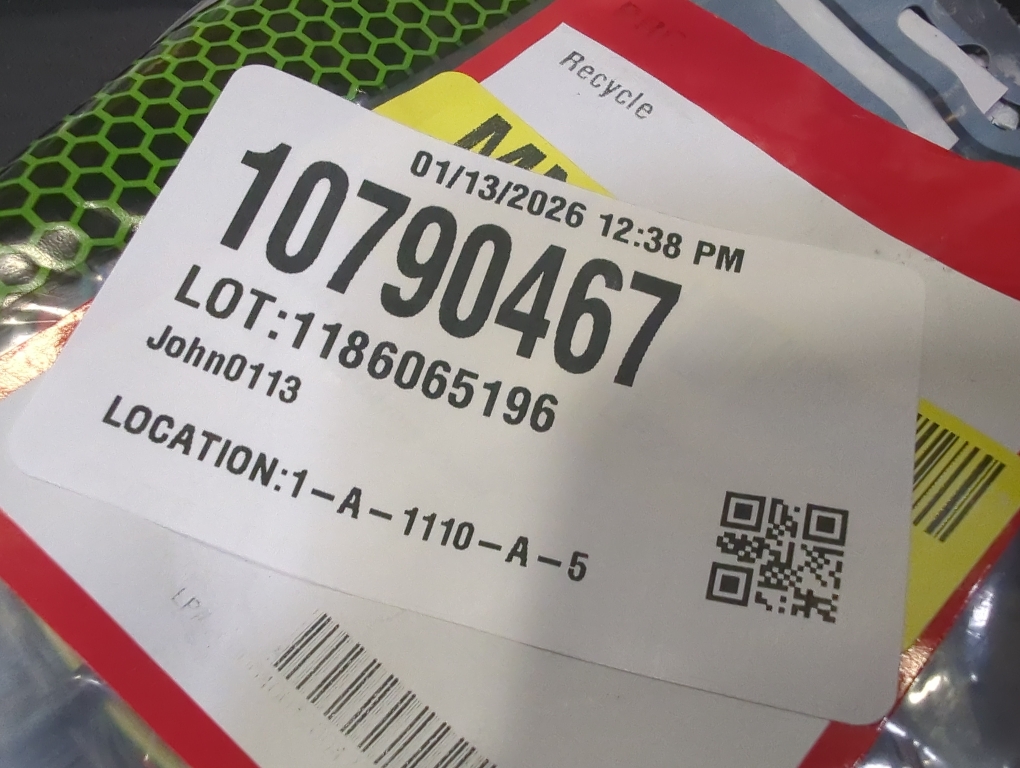 Recycle
01/13/2026 12:38 PM
10790467
LOT:1186065196
John0113
LOCATION:1-A-1110-A-5